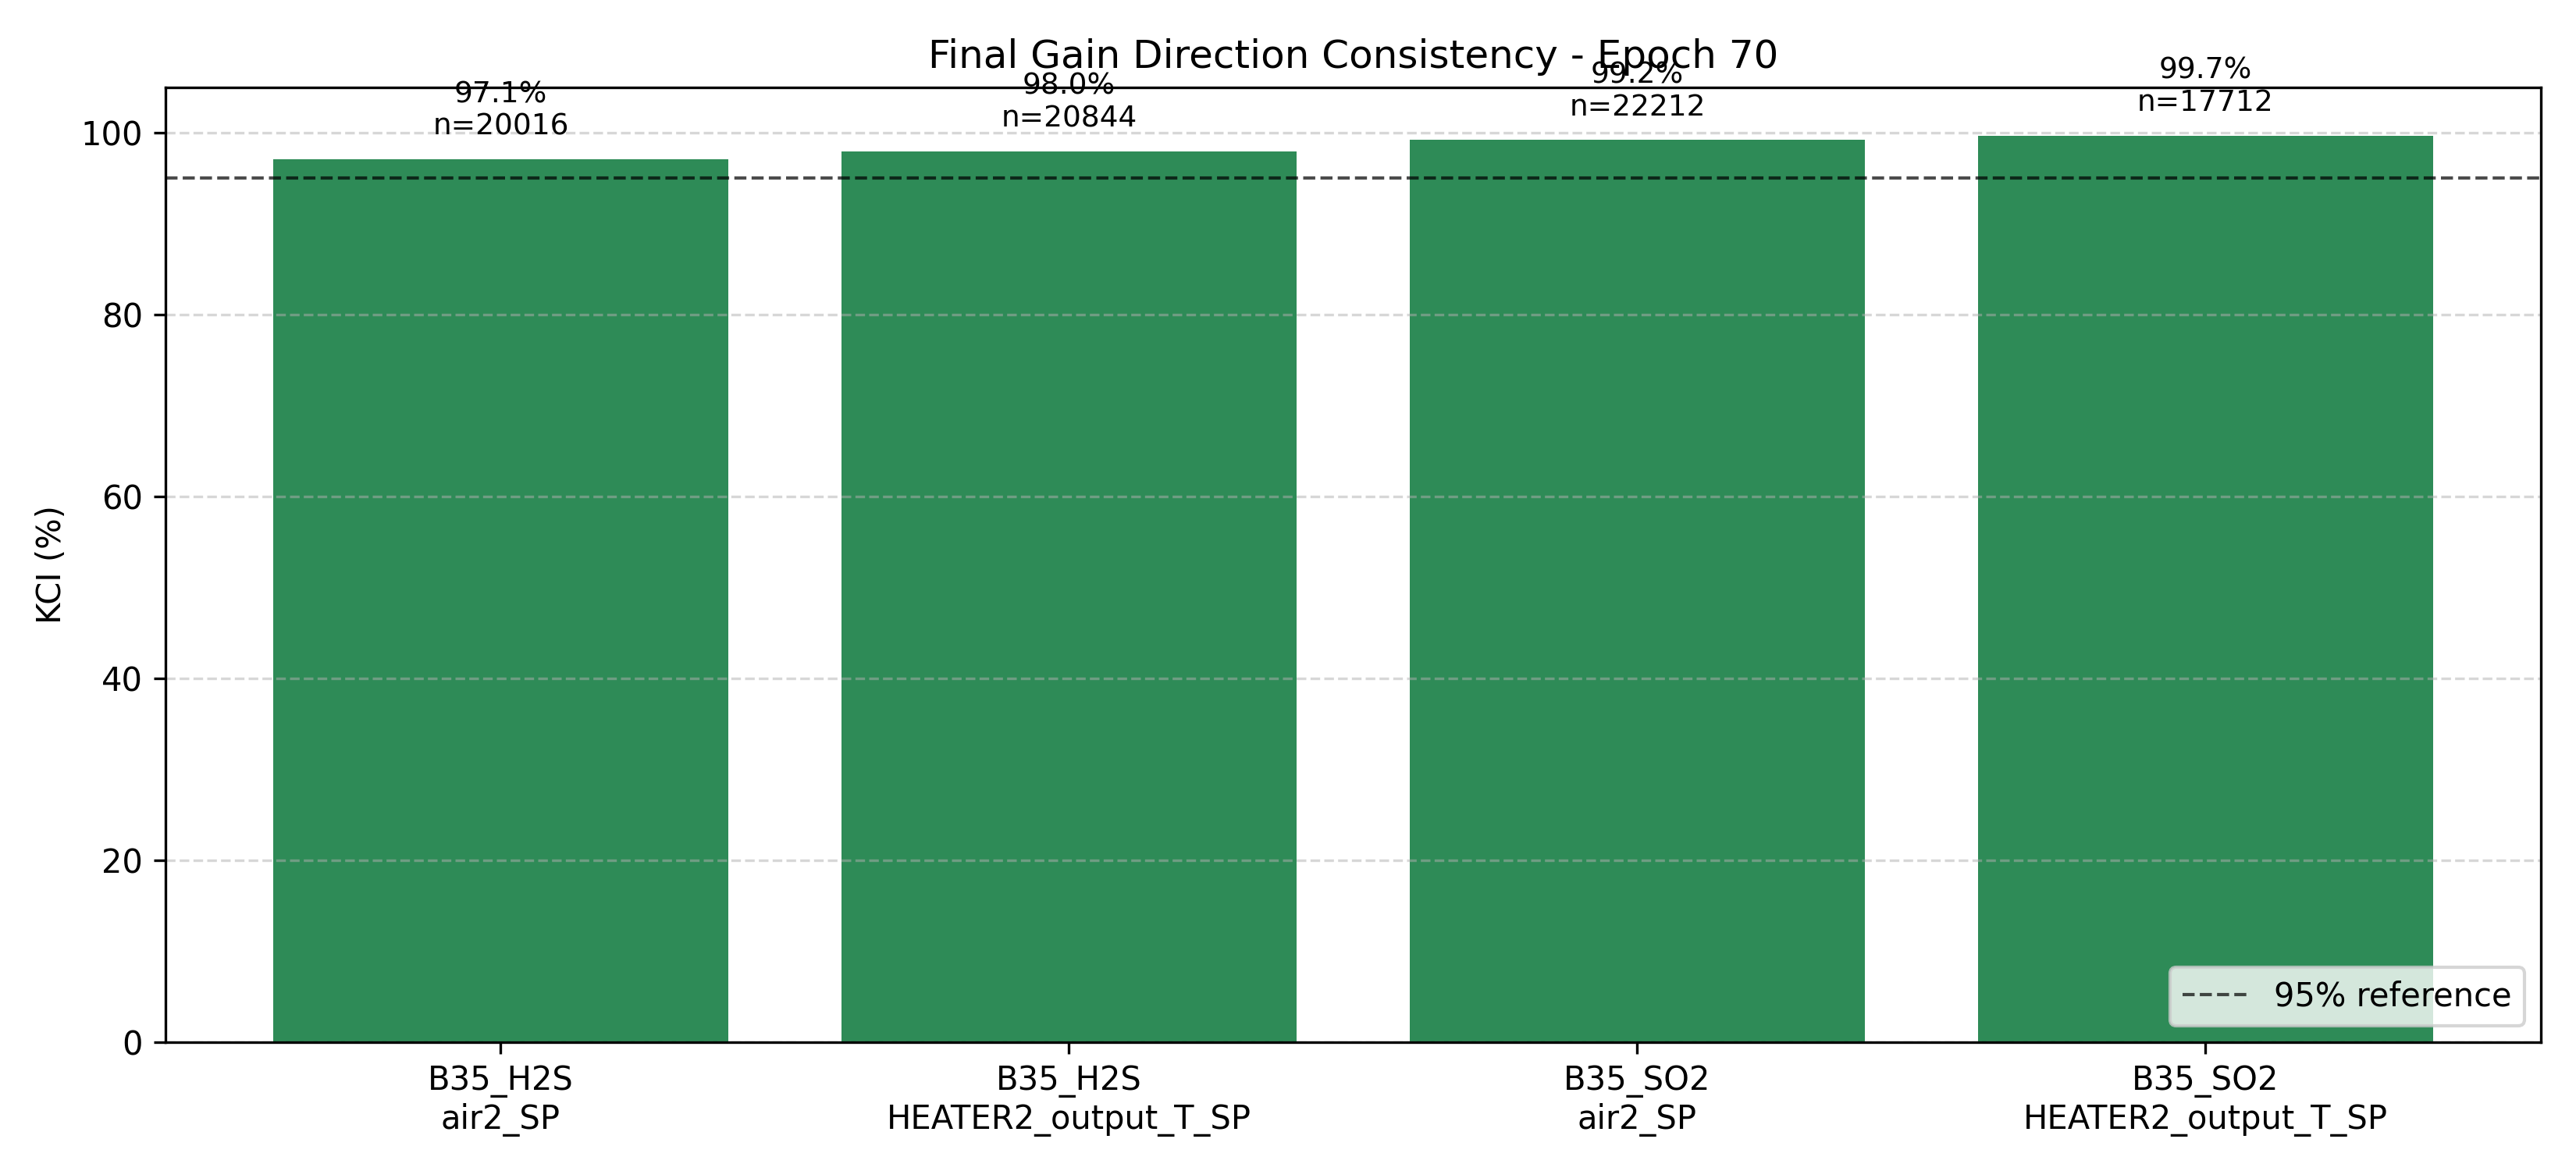 Final Gain Direction Consistency - Epoch 70
97.1%
n=20016
98.0%
n=20844
99.2%
n=22212
99.7%
n=17712
KCI (%)
100
80
60
40
20
0
95% reference
B35_H2S
air2_SP
B35_H2S
HEATER2_output_T_SP
B35_SO2
air2_SP
B35_SO2
HEATER2_output_T_SP